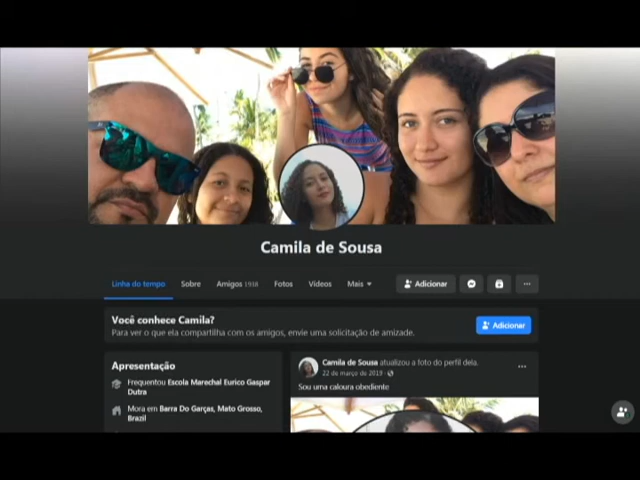 Camila de Sousa
Linha do tempo Sobre Amigos 1938 Fotos Vídeos Mais Adicionar
Você conhece Camila?
Para ver o que ela compartilha com os amigos, envie uma solicitação de amizade.
Adicionar
Apresentação
Frequentou Escola Marechal Eurico Gaspar
Dutra
Mora em Barra Do Garças, Mato Grosso,
Brazil
Camila de Sousa atualizou a foto do perfil dela.
22 de março de 2019
Sou uma caloura obediente